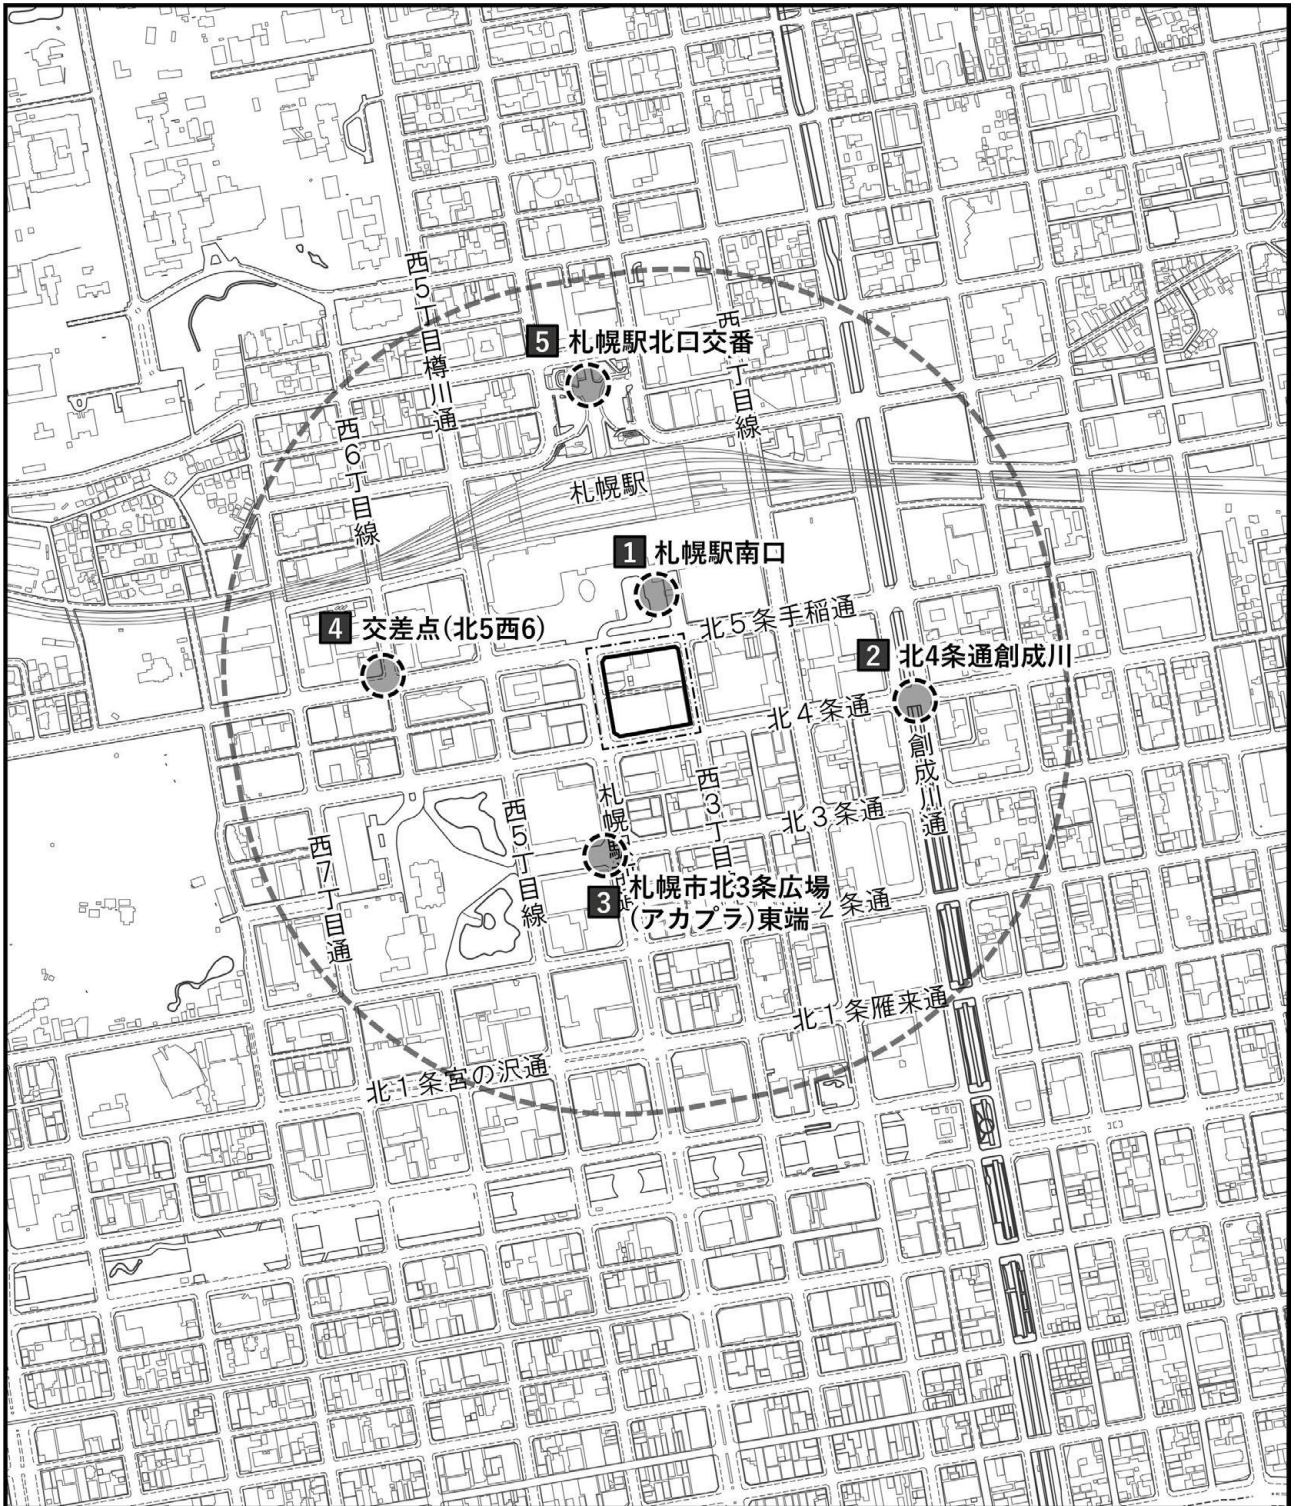 西5丁目樽川通
5 札幌駅北口交番
西
丁目線
西6丁目線
札幌駅
1 札幌駅南口
北5条手稲通
4 交差点(北5西6)
2 北4条通創成川
北4条通
創成川通
西3丁目
札幌駅
北3条通
西5丁目線
西7丁目通
3 札幌市北3条広場
(アカプラ)東端
2条通
北1条雁来通
北1条宮の沢通